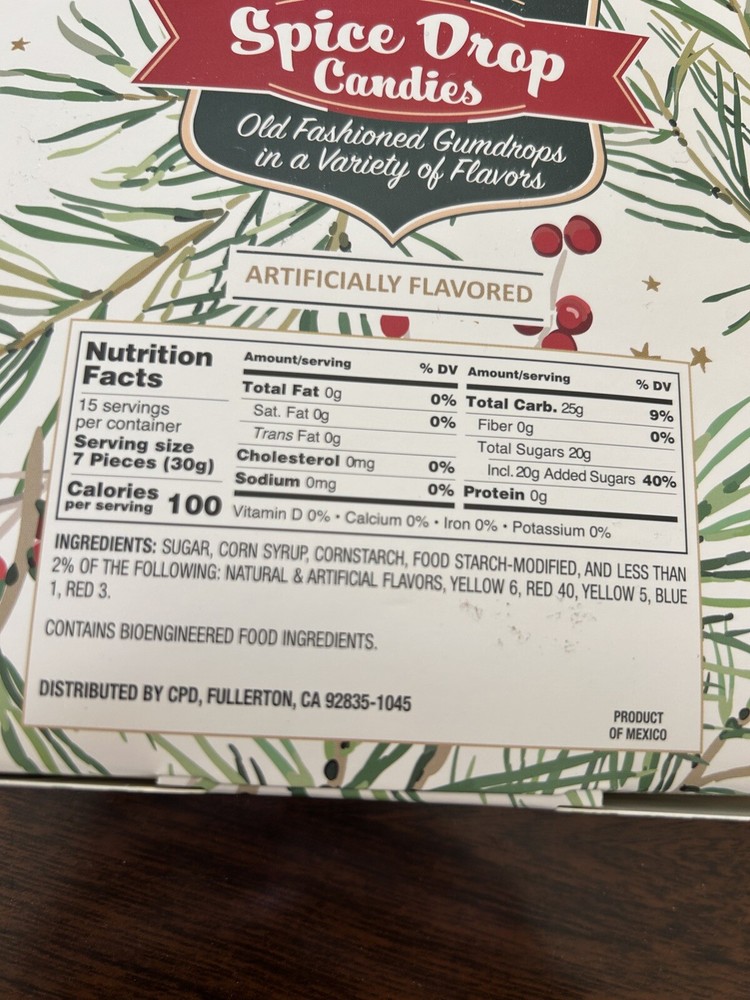 Spice Drop
Candies
Old Fashioned Gumdrops
in a Variety of Flavors
ARTIFICIALLY FLAVORED
Nutrition
Facts
15 servings
per container
Serving size
7 Pieces (30g)
Calories
per serving 100
Amount/serving % DV
Total Fat 0g 0%
Sat. Fat 0g 0%
Trans Fat 0g
Cholesterol 0mg 0%
Sodium 0mg 0%
Amount/serving % DV
Total Carb. 25g 9%
Fiber 0g 0%
Total Sugars 20g
Incl. 20g Added Sugars 40%
Protein 0g
Vitamin D 0% • Calcium 0% • Iron 0% • Potassium 0%
INGREDIENTS: SUGAR, CORN SYRUP, CORNSTARCH, FOOD STARCH-MODIFIED, AND LESS THAN
2% OF THE FOLLOWING: NATURAL & ARTIFICIAL FLAVORS, YELLOW 6, RED 40, YELLOW 5, BLUE
1, RED 3.
CONTAINS BIOENGINEERED FOOD INGREDIENTS.
DISTRIBUTED BY CPD, FULLERTON, CA 92835-1045
PRODUCT
OF MEXICO